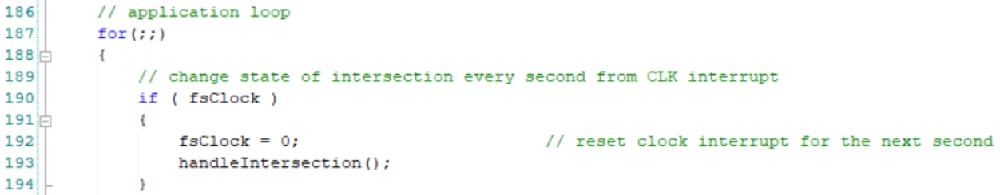 186 // application loop
187 for(;;)
188 {
189 // change state of intersection every second from CLK interrupt
190 if ( fsClock )
191 {
192 fsClock = 0; // reset clock interrupt for the next second
193 handleIntersection();
194 }